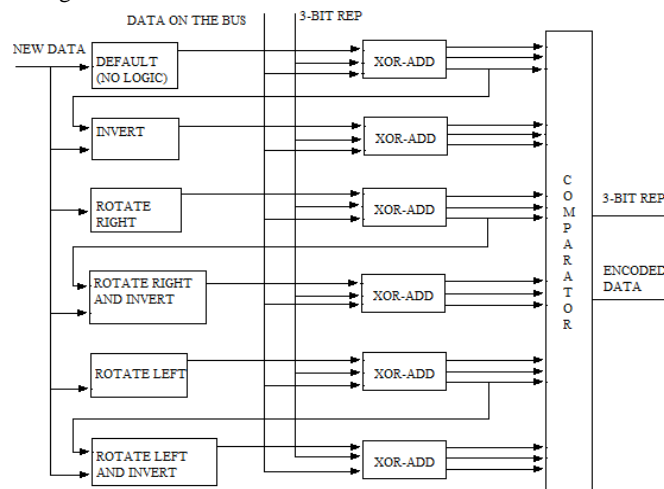 DATA ON THE BUS
3-BIT REP
NEW DATA
DEFAULT
(NO LOGIC)
XOR-ADD
INVERT
XOR-ADD
ROTATE
RIGHT
XOR-ADD
ROTATE RIGHT
AND INVERT
XOR-ADD
ROTATE LEFT
XOR-ADD
ROTATE LEFT
AND INVERT
XOR-ADD
C
O
M
P
A
R
A
T
O
R
3-BIT REP
ENCODED
DATA